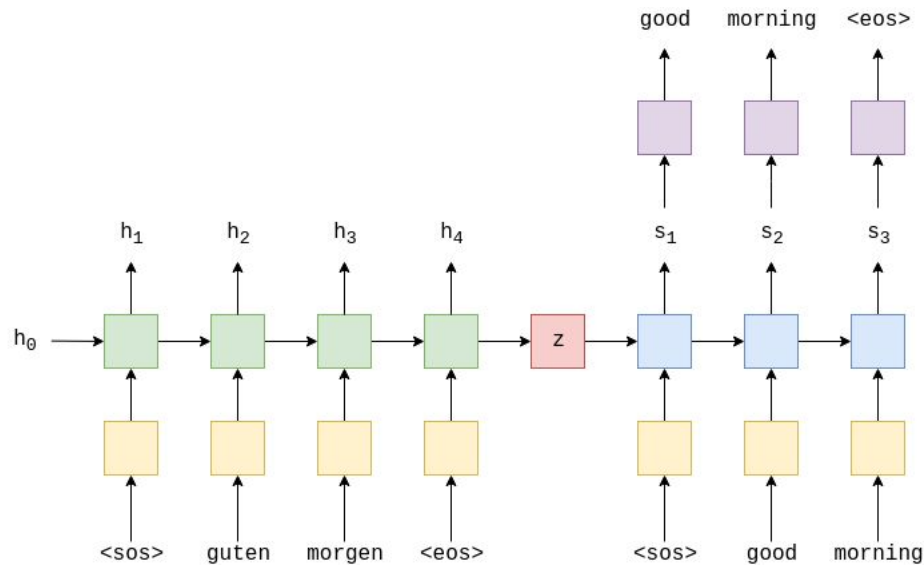 good morning <eos>
h₁ h₂ h₃ h₄ s₁ s₂ s₃
h₀ z
<sos> guten morgen <eos> <sos> good morning